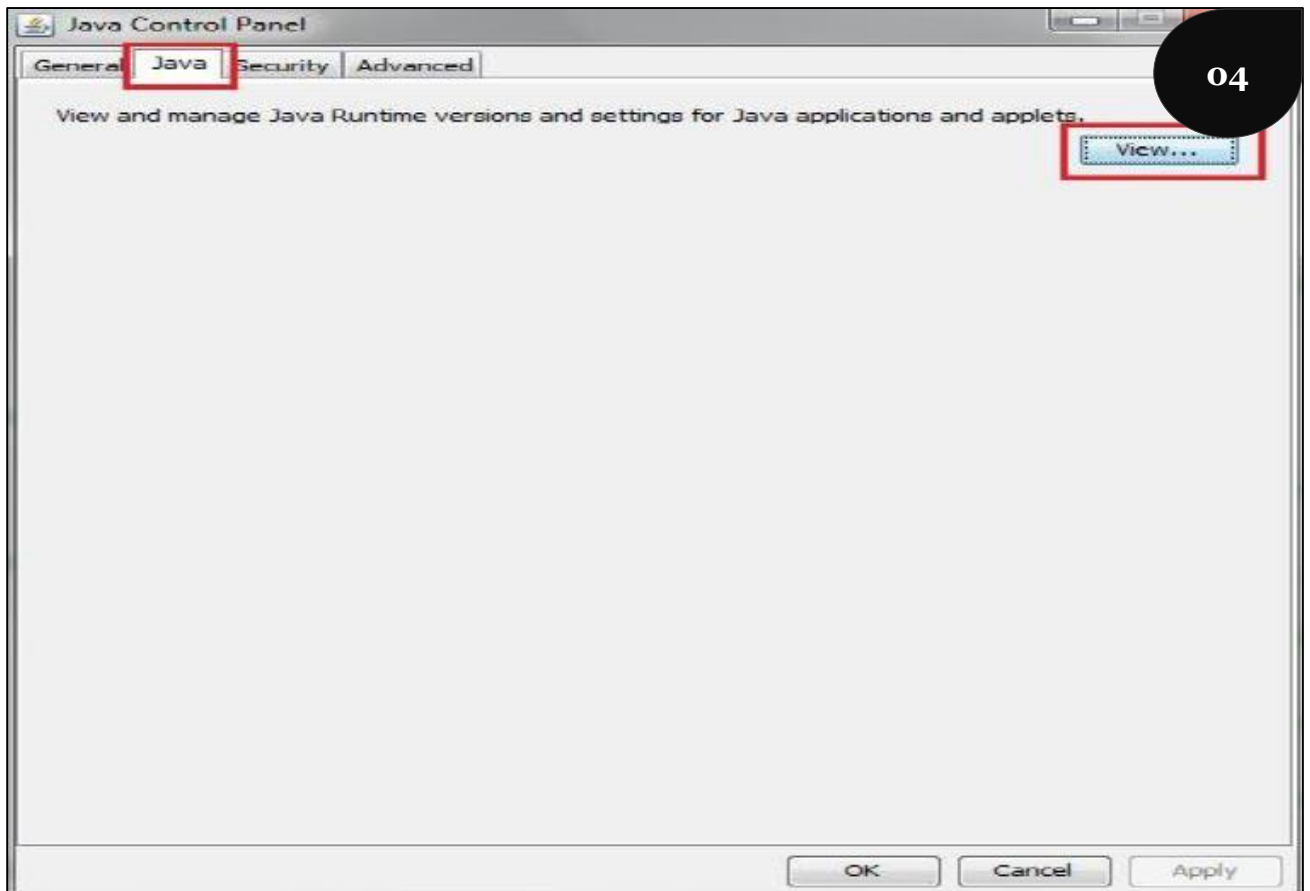 Java Control Panel
04
General Java Security Advanced
View and manage Java Runtime versions and settings for Java applications and applets.
View...
OK Cancel Apply